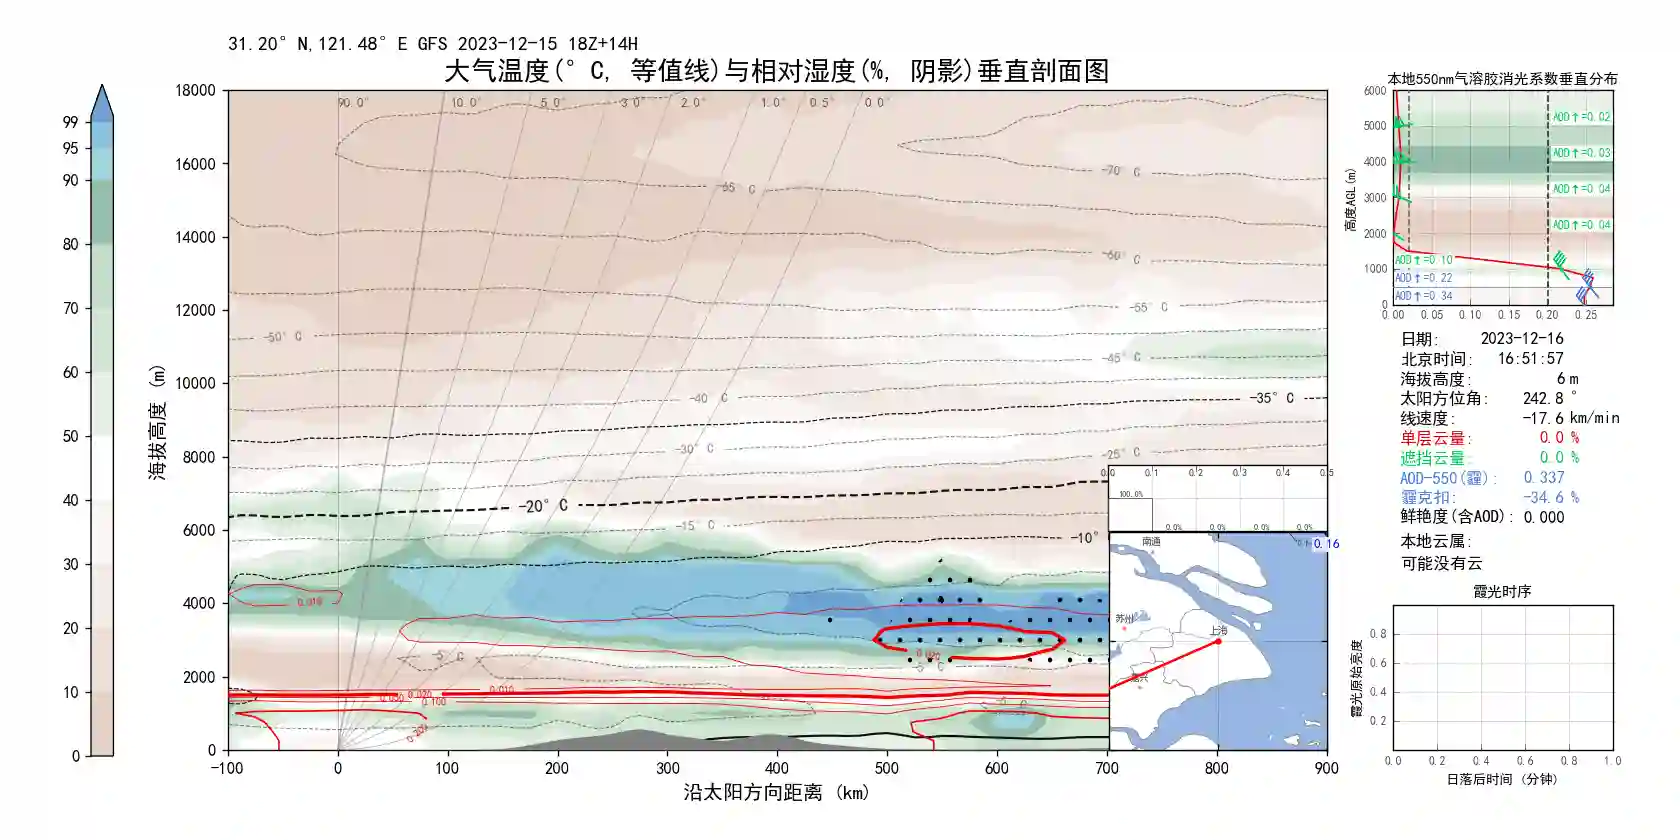 31.20° N,121.48° E GFS 2023-12-15 18Z+14H
大气温度(° C, 等值线)与相对湿度(%, 阴影)垂直剖面图
99
95
90
80
70
60
50
40
30
20
10
0
海拔高度 (m)
18000
16000
14000
12000
10000
8000
6000
4000
2000
0
90.0° 10.0° 5.0° 3.0° 2.0° 1.0° 0.5° 0.0°
-70° C
-65° C
-60° C
-55° C
-50° C
-45° C
-40° C
-35° C
-30° C
-25° C
-20° C
-15° C
-10°
-5° C
-5° C
-5° C
0.010
0.020
0.010
0.100
0.200
-100 0 100 200 300 400 500 600 700 800 900
沿太阳方向距离 (km)
0.0 0.1 0.2 0.3 0.4 0.5
100.0%
0.0% 0.0% 0.0% 0.0%
0.16
南通
苏州
上海
嘉兴
本地550nm气溶胶消光系数垂直分布
高度AGL(m)
6000
5000
4000
3000
2000
1000
0
AOD↑=0.02
AOD↑=0.03
AOD↑=0.04
AOD↑=0.04
AOD↑=0.10
AOD↑=0.22
AOD↑=0.34
0.00 0.05 0.10 0.15 0.20 0.25
日期: 2023-12-16
北京时间: 16:51:57
海拔高度: 6 m
太阳方位角: 242.8 °
线速度: -17.6 km/min
单层云量: 0.0 %
遮挡云量: 0.0 %
AOD-550(霾): 0.337
霾克扣: -34.6 %
鲜艳度(含AOD): 0.000
本地云属:
可能没有云
霞光时序
霞光原始亮度
0.8
0.6
0.4
0.2
0.0 0.2 0.4 0.6 0.8 1.0
日落后时间 (分钟)